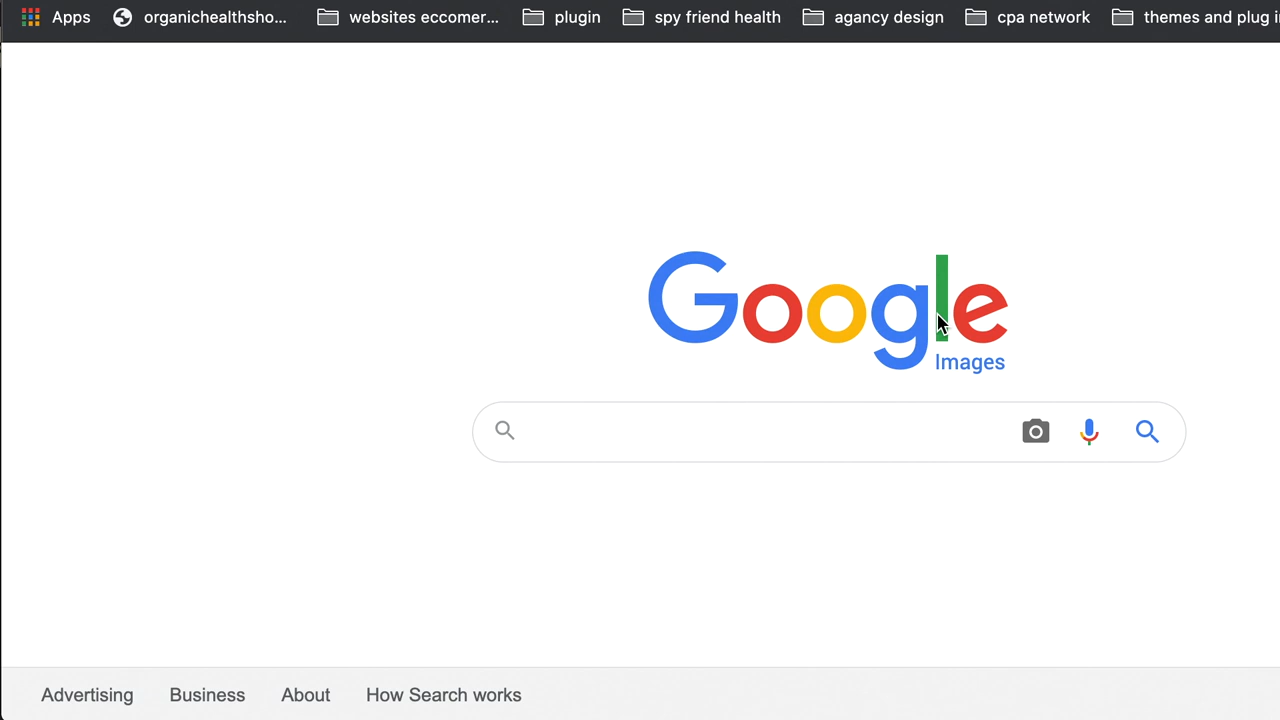 Apps organichealthsho... websites eccomer... plugin spy friend health agancy design cpa network themes and plug i
Google
Images
Advertising Business About How Search works